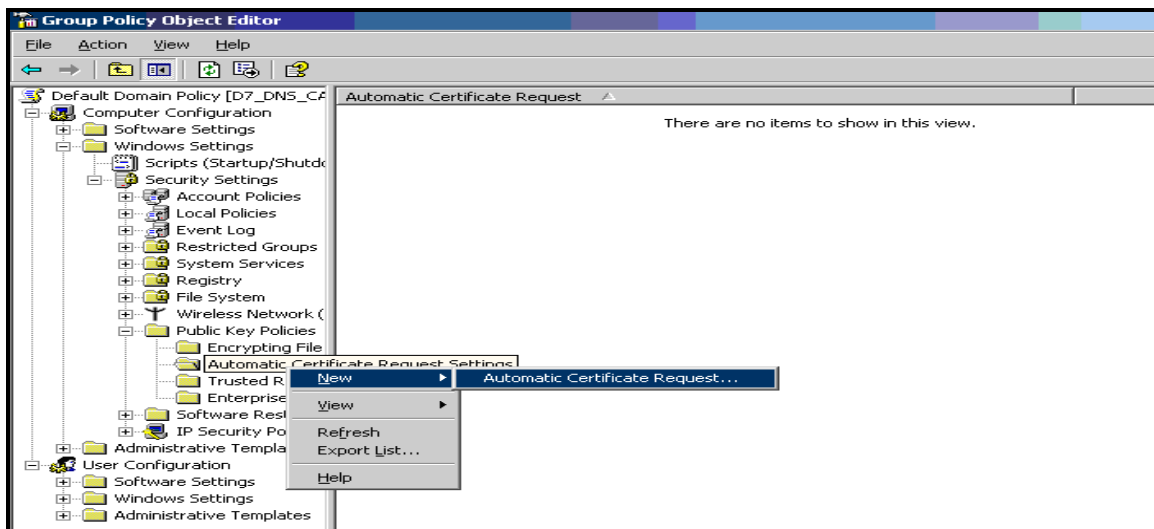 Group Policy Object Editor
File Action View Help
Default Domain Policy [D7_DNS_CA
Automatic Certificate Request
Computer Configuration
There are no items to show in this view.
Software Settings
Windows Settings
Scripts (Startup/Shutdo
Security Settings
Account Policies
Local Policies
Event Log
Restricted Groups
System Services
Registry
File System
Wireless Network (
Public Key Policies
Encrypting File
Automatic Certificate Request Settings
Trusted R
New
Automatic Certificate Request...
Enterprise
View
Software Rest
IP Security Po
Refresh
Administrative Templa
Export List...
User Configuration
Software Settings
Help
Windows Settings
Administrative Templates